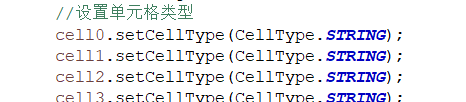 //设置单元格类型
cell0.setCellType(CellType.STRING);
cell1.setCellType(CellType.STRING);
cell2.setCellType(CellType.STRING);
cell3.setCellType(CellType.STRING);